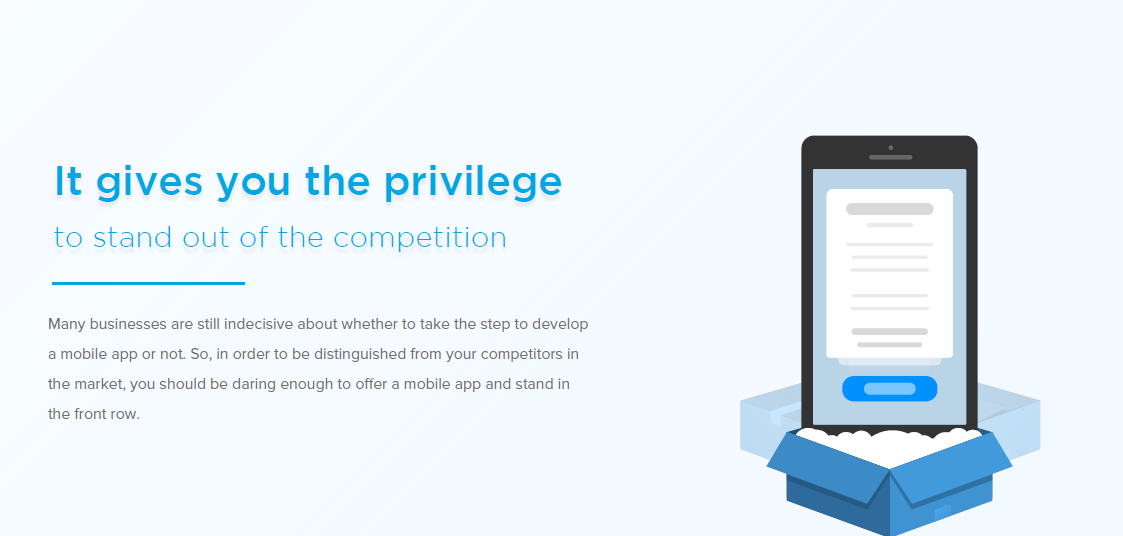 It gives you the privilege
to stand out of the competition
Many businesses are still indecisive about whether to take the step to develop
a mobile app or not. So, in order to be distinguished from your competitors in
the market, you should be daring enough to offer a mobile app and stand in
the front row.